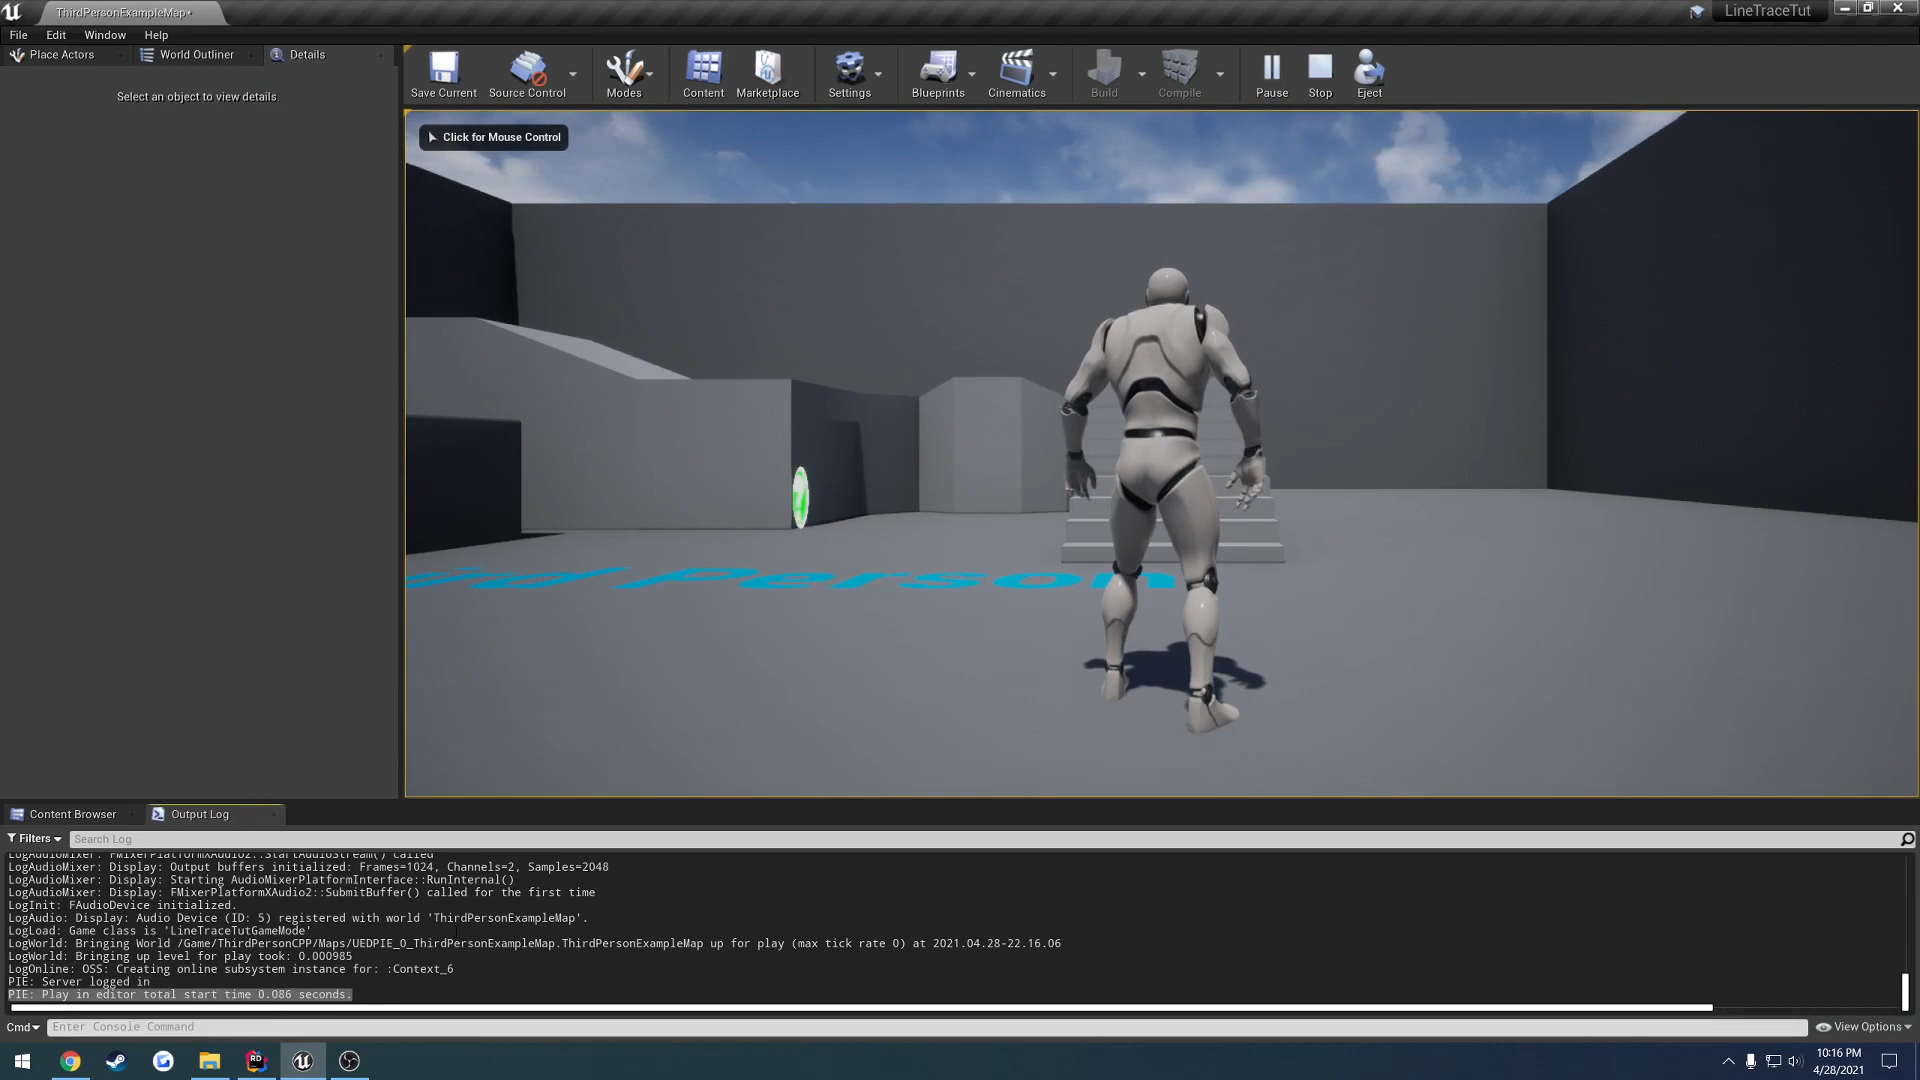 ThirdPersonExampleMap*
LineTraceTut
File Edit Window Help
Place Actors World Outliner Details
Select an object to view details.
Save Current Source Control Modes Content Marketplace Settings Blueprints Cinematics Build Compile Pause Stop Eject
Click for Mouse Control
Person
Content Browser Output Log
Filters Search Log
LogAudioMixer: FMixerPlatformXAudio2::StartAudioStream() called
LogAudioMixer: Display: Output buffers initialized: Frames=1024, Channels=2, Samples=2048
LogAudioMixer: Display: Starting AudioMixerPlatformInterface::RunInternal()
LogAudioMixer: Display: FMixerPlatformXAudio2::SubmitBuffer() called for the first time
LogInit: FAudioDevice initialized.
LogAudio: Display: Audio Device (ID: 5) registered with world 'ThirdPersonExampleMap'.
LogLoad: Game class is 'LineTraceTutGameMode'
LogWorld: Bringing World /Game/ThirdPersonCPP/Maps/UEDPIE_0_ThirdPersonExampleMap.ThirdPersonExampleMap up for play (max tick rate 0) at 2021.04.28-22.16.06
LogWorld: Bringing up level for play took: 0.000985
LogOnline: OSS: Creating online subsystem instance for: :Context_6
PIE: Server logged in
PIE: Play in editor total start time 0.086 seconds.
Cmd Enter Console Command View Options
RD
10:16 PM
4/28/2021